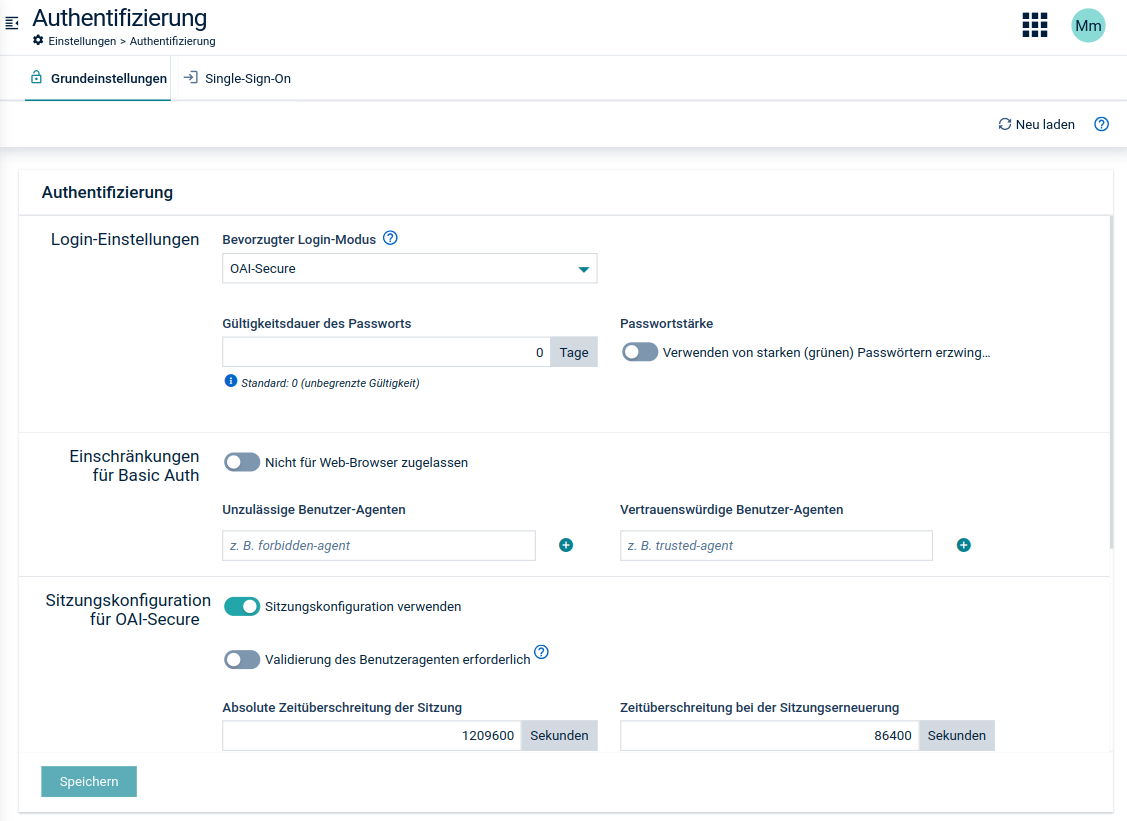 Authentifizierung
Einstellungen > Authentifizierung
Mm
Grundeinstellungen
Single-Sign-On
Neu laden
Authentifizierung
Login-Einstellungen
Bevorzugter Login-Modus
OAI-Secure
Gültigkeitsdauer des Passworts
Passwortstärke
0 Tage
Verwenden von starken (grünen) Passwörtern erzwing...
Standard: 0 (unbegrenzte Gültigkeit)
Einschränkungen
für Basic Auth
Nicht für Web-Browser zugelassen
Unzulässige Benutzer-Agenten
Vertrauenswürdige Benutzer-Agenten
z. B. forbidden-agent
z. B. trusted-agent
Sitzungskonfiguration
für OAI-Secure
Sitzungskonfiguration verwenden
Validierung des Benutzeragenten erforderlich
Absolute Zeitüberschreitung der Sitzung
Zeitüberschreitung bei der Sitzungserneuerung
1209600 Sekunden
86400 Sekunden
Speichern